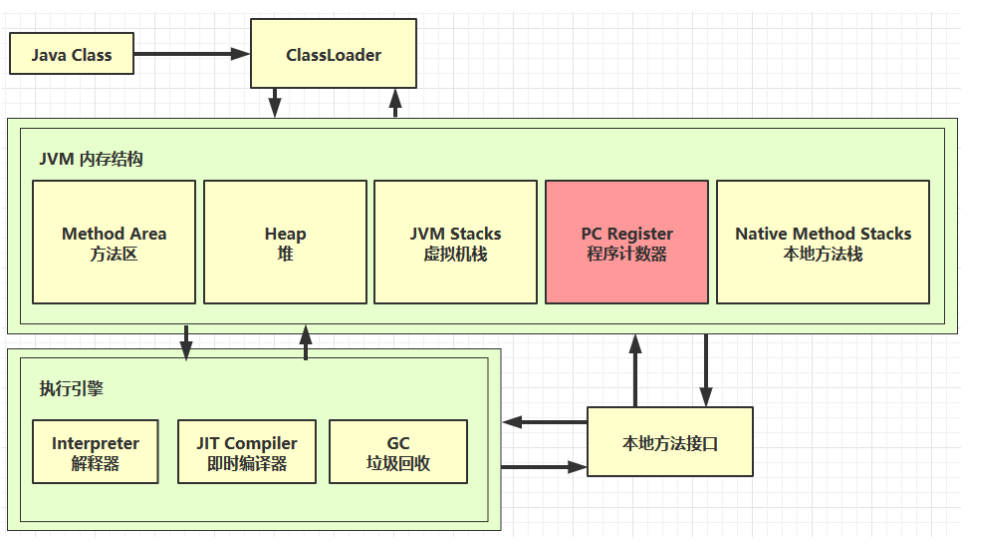 Java Class
ClassLoader
JVM 内存结构
Method Area
方法区
Heap
堆
JVM Stacks
虚拟机栈
PC Register
程序计数器
Native Method Stacks
本地方法栈
执行引擎
Interpreter
解释器
JIT Compiler
即时编译器
GC
垃圾回收
本地方法接口